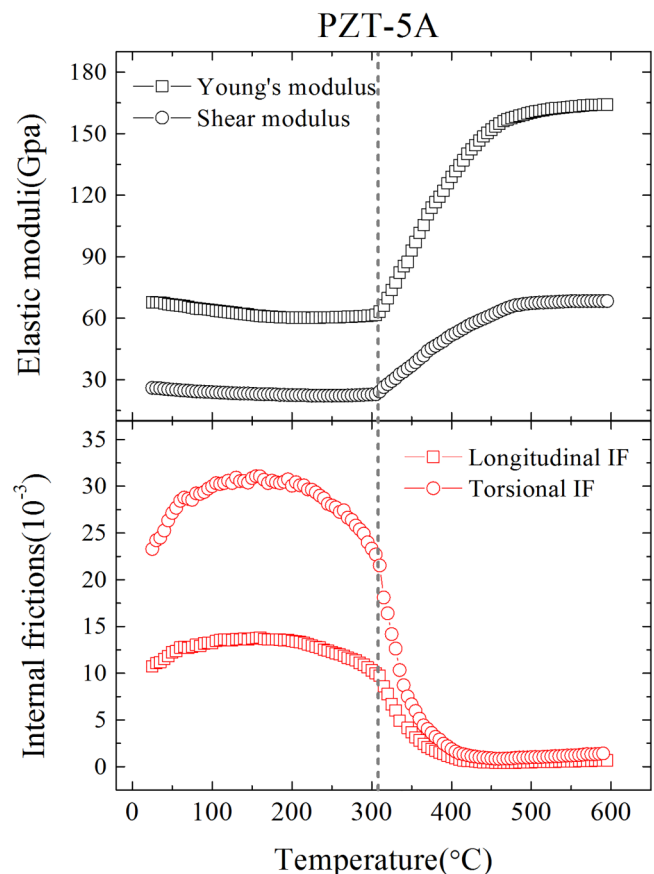 PZT-5A
180
150
120
90
60
30
Elastic moduli(Gpa)
Young's modulus
Shear modulus
35
30
25
20
15
10
5
0
Internal frictions(10⁻³)
Longitudinal IF
Torsional IF
0 100 200 300 400 500 600
Temperature(°C)